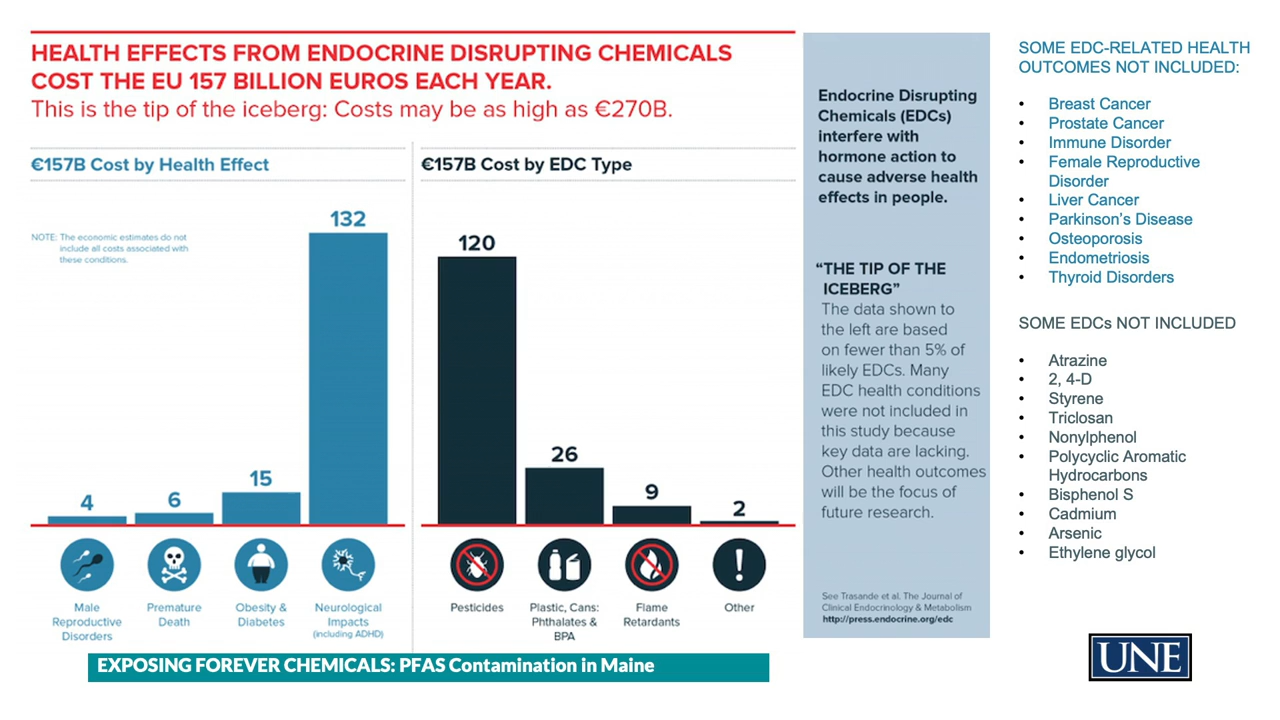 HEALTH EFFECTS FROM ENDOCRINE DISRUPTING CHEMICALS
COST THE EU 157 BILLION EUROS EACH YEAR.
This is the tip of the iceberg: Costs may be as high as €270B.
€157B Cost by Health Effect
NOTE: The economic estimates do not
include all costs associated with
these conditions.
4
6
15
132
Male
Reproductive
Disorders
Premature
Death
Obesity &
Diabetes
Neurological
Impacts
(including ADHD)
€157B Cost by EDC Type
120
26
9
2
Pesticides
Plastic, Cans:
Phthalates &
BPA
Flame
Retardants
Other
Endocrine Disrupting
Chemicals (EDCs)
interfere with
hormone action to
cause adverse health
effects in people.
“THE TIP OF THE
ICEBERG”
The data shown to
the left are based
on fewer than 5% of
likely EDCs. Many
EDC health conditions
were not included in
this study because
key data are lacking.
Other health outcomes
will be the focus of
future research.
See Trasande et al. The Journal of
Clinical Endocrinology & Metabolism
http://press.endocrine.org/edc
SOME EDC-RELATED HEALTH
OUTCOMES NOT INCLUDED:
• Breast Cancer
• Prostate Cancer
• Immune Disorder
• Female Reproductive
Disorder
• Liver Cancer
• Parkinson’s Disease
• Osteoporosis
• Endometriosis
• Thyroid Disorders
SOME EDCs NOT INCLUDED
• Atrazine
• 2, 4-D
• Styrene
• Triclosan
• Nonylphenol
• Polycyclic Aromatic
Hydrocarbons
• Bisphenol S
• Cadmium
• Arsenic
• Ethylene glycol
EXPOSING FOREVER CHEMICALS: PFAS Contamination in Maine
UNE